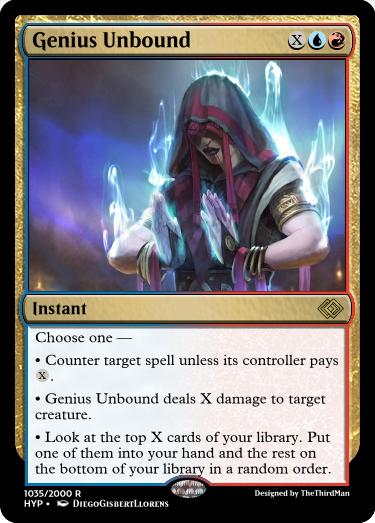 Genius Unbound X
Instant
Choose one —
• Counter target spell unless its controller pays
X.
• Genius Unbound deals X damage to target
creature.
• Look at the top X cards of your library. Put
one of them into your hand and the rest on
the bottom of your library in a random order.
1035/2000 R
Designed by TheThirdMan
HYP • DiegoGisbertLlorens